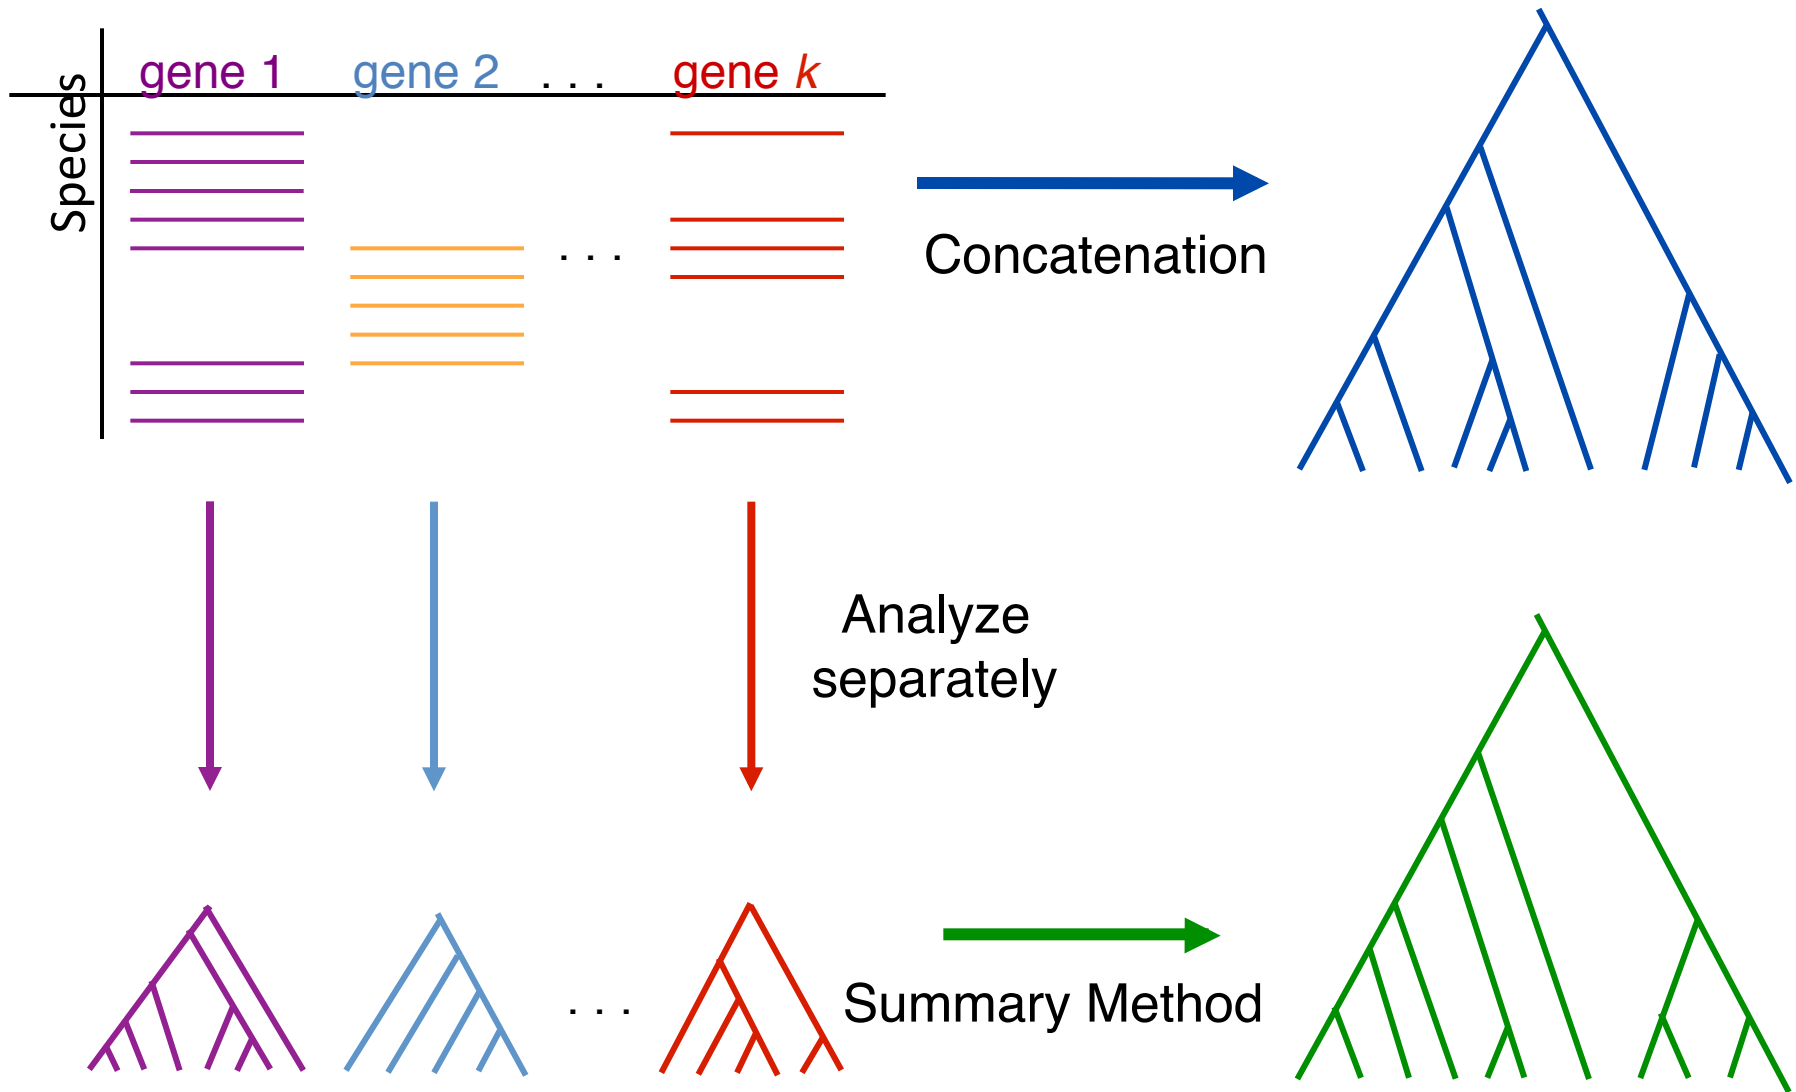 gene 1 gene 2 . . . gene k
Species
. . .
Concatenation
Analyze
separately
. . .
Summary Method